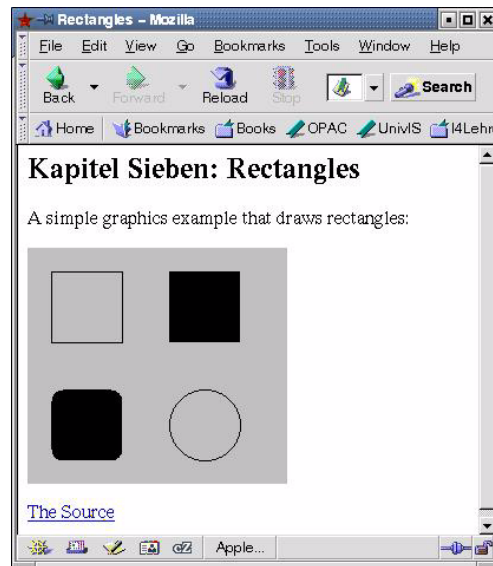 Rectangles – Mozilla
File Edit View Go Bookmarks Tools Window Help
Back Forward Reload Stop Search
Home Bookmarks Books OPAC UnivIS I4Lehr
Kapitel Sieben: Rectangles
A simple graphics example that draws rectangles:
The Source
Apple...